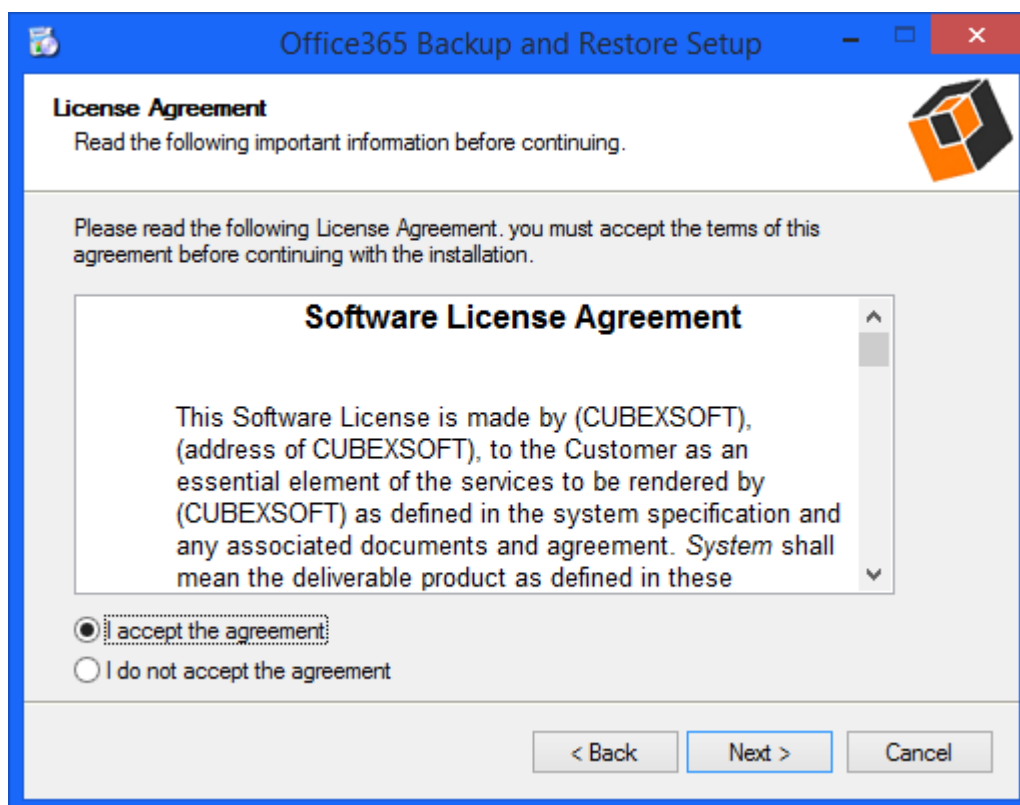 Office365 Backup and Restore Setup
License Agreement
Read the following important information before continuing.
Please read the following License Agreement. you must accept the terms of this
agreement before continuing with the installation.
Software License Agreement
This Software License is made by (CUBEXSOFT),
(address of CUBEXSOFT), to the Customer as an
essential element of the services to be rendered by
(CUBEXSOFT) as defined in the system specification and
any associated documents and agreement. System shall
mean the deliverable product as defined in these
I accept the agreement
I do not accept the agreement
< Back Next > Cancel